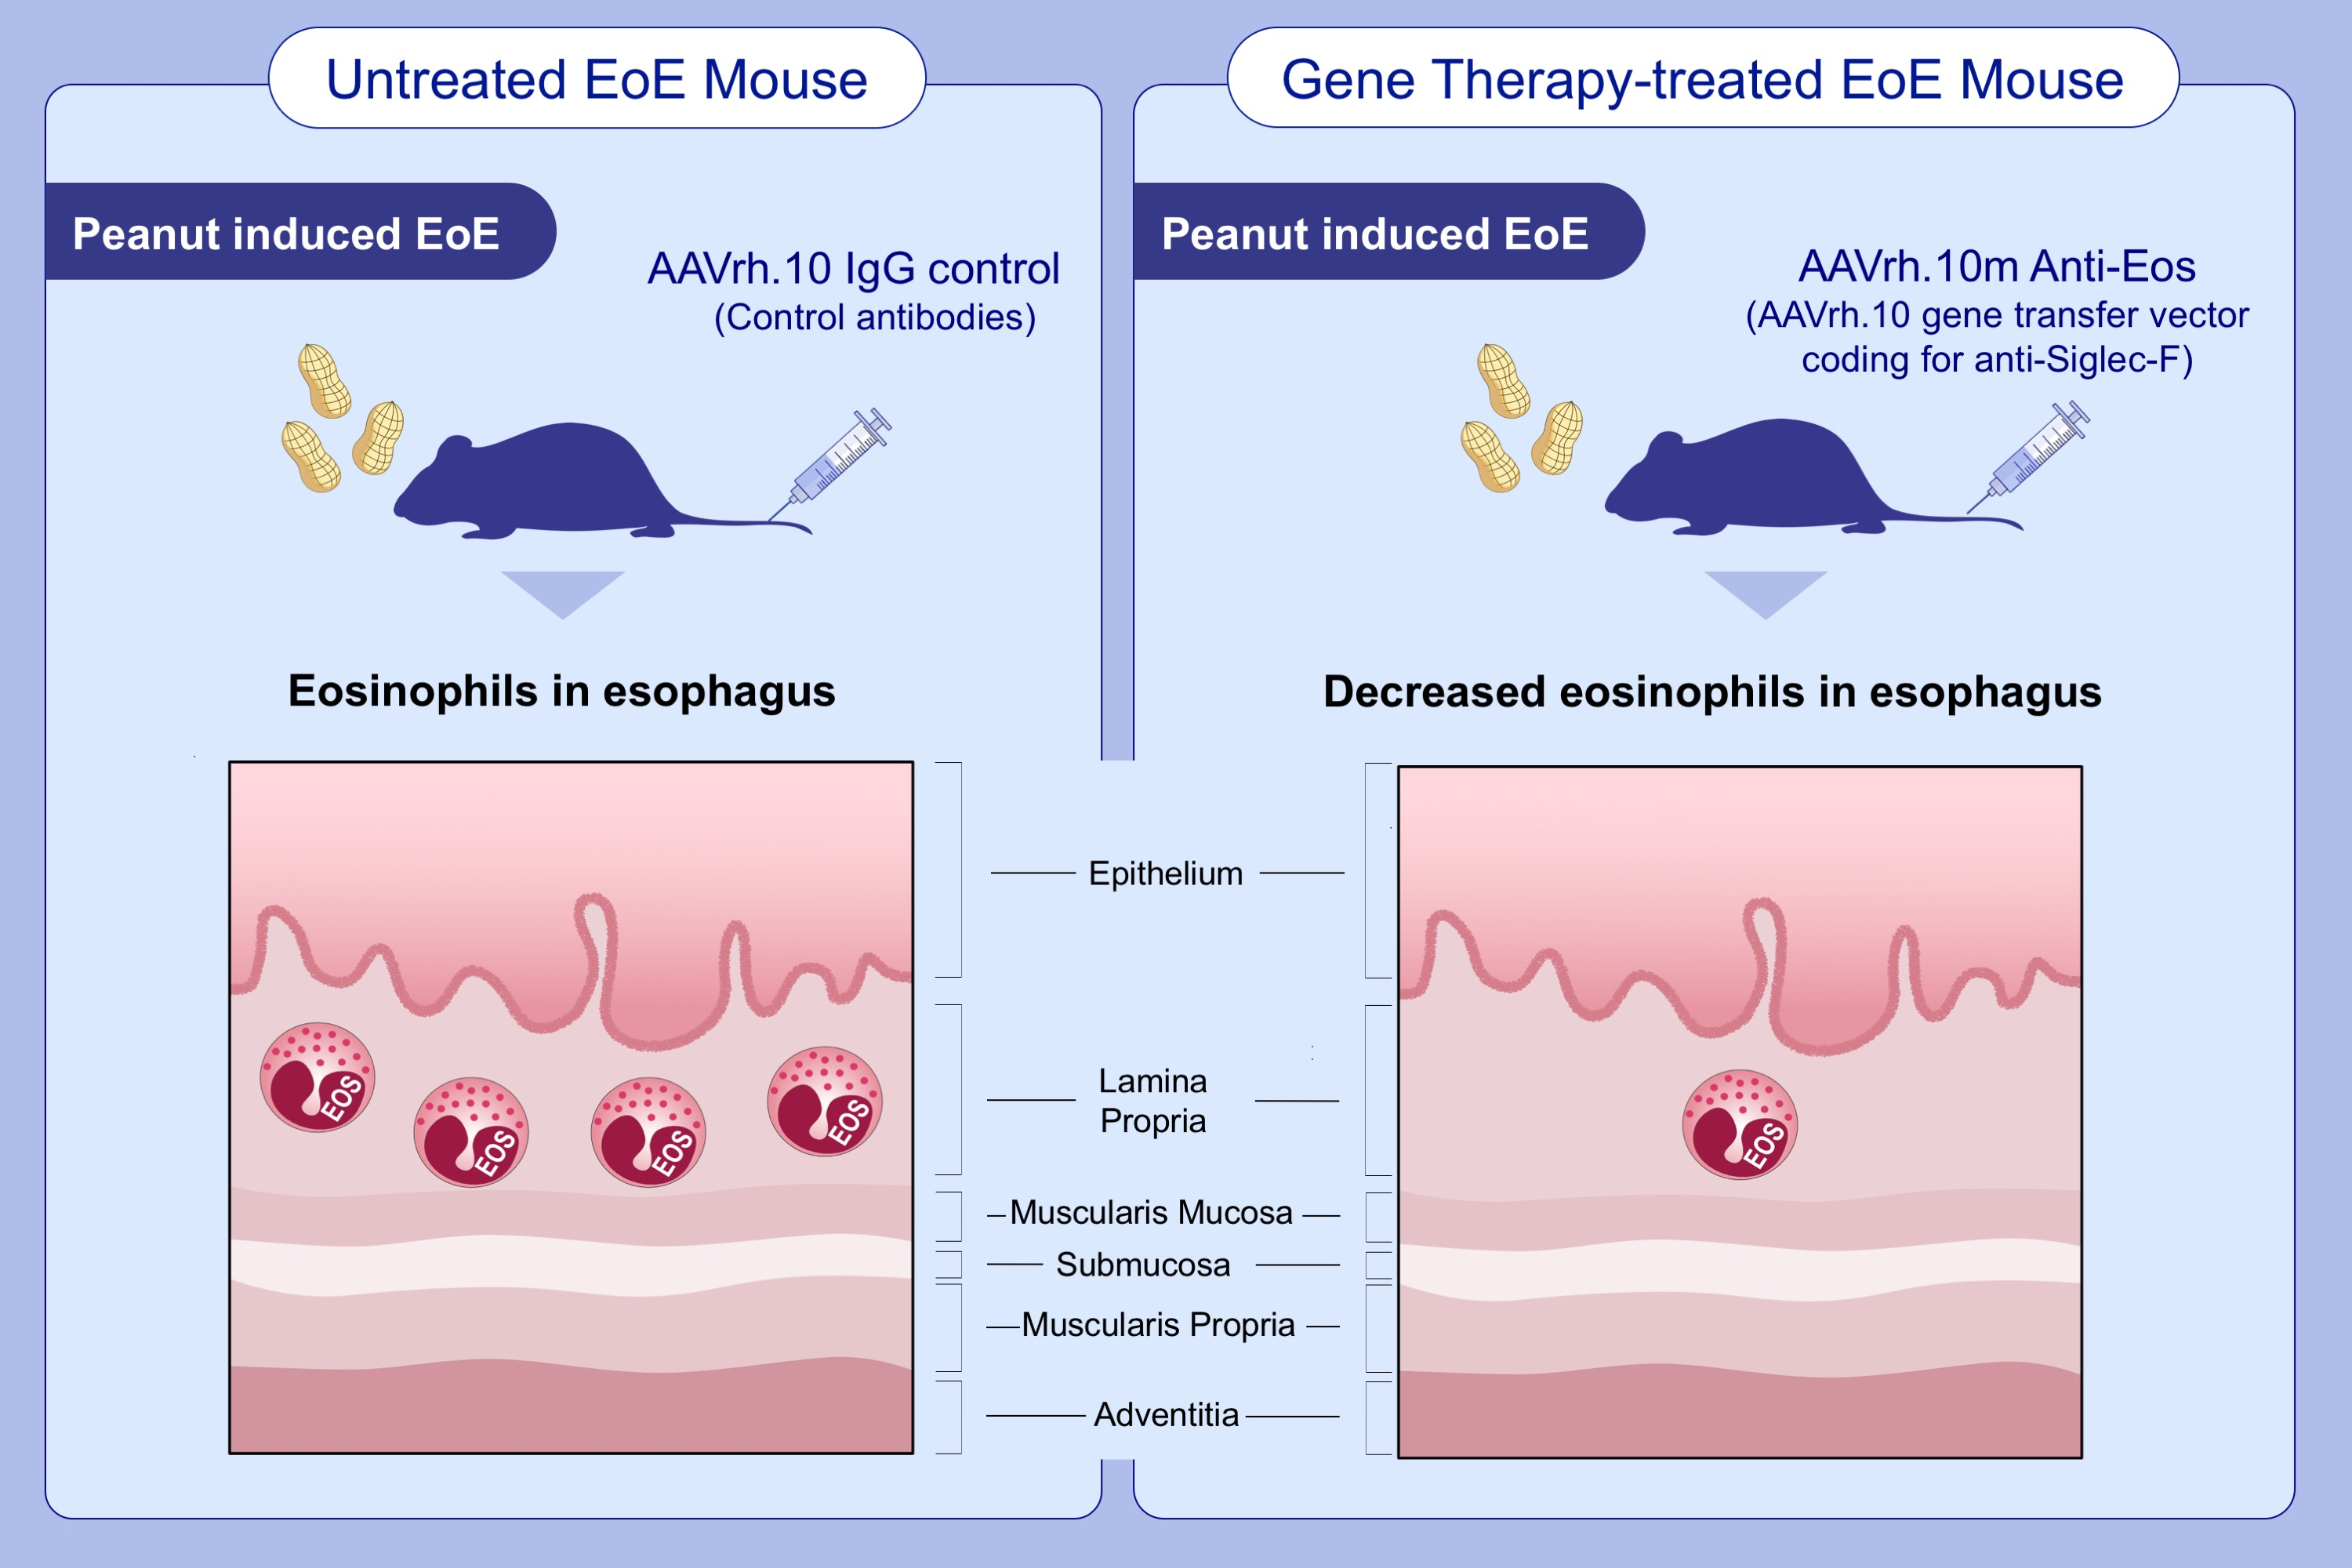 Untreated EoE Mouse
Peanut induced EoE
AAVrh.10 IgG control
(Control antibodies)
Eosinophils in esophagus
EOS
EOS
EOS
EOS
Gene Therapy-treated EoE Mouse
Peanut induced EoE
AAVrh.10m Anti-Eos
(AAVrh.10 gene transfer vector
coding for anti-Siglec-F)
Decreased eosinophils in esophagus
EOS
Epithelium
Lamina
Propria
Muscularis Mucosa
Submucosa
Muscularis Propria
Adventitia